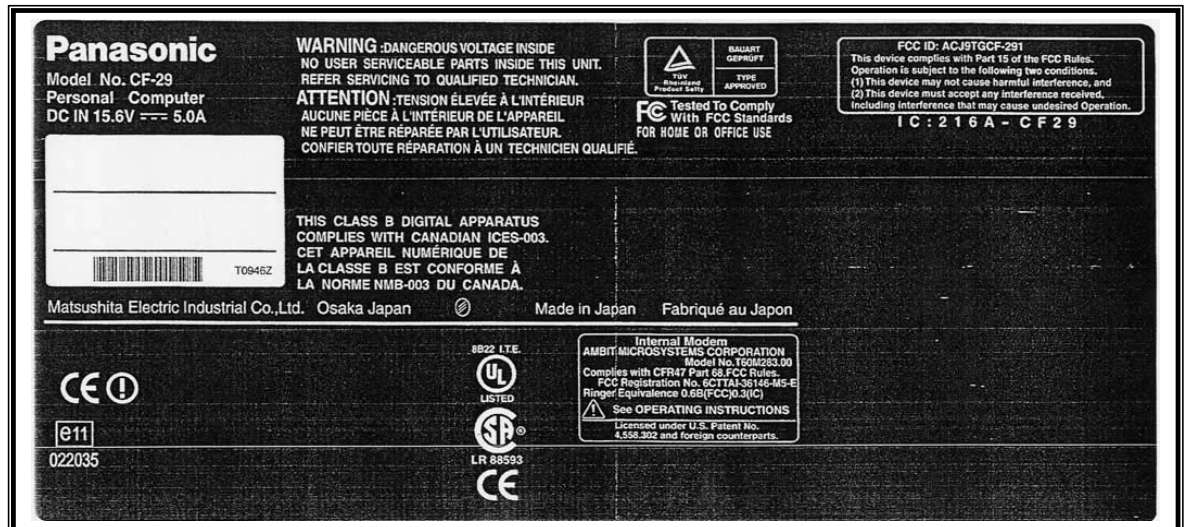 Panasonic
Model No. CF-29
Personal Computer
DC IN 15.6V 5.0A
T0946Z
WARNING :DANGEROUS VOLTAGE INSIDE
NO USER SERVICEABLE PARTS INSIDE THIS UNIT.
REFER SERVICING TO QUALIFIED TECHNICIAN.
ATTENTION :TENSION ÉLEVÉE À L'INTÉRIEUR
AUCUNE PIÈCE À L'INTÉRIEUR DE L'APPAREIL
NE PEUT ÊTRE RÉPARÉE PAR L'UTILISATEUR.
CONFIER TOUTE RÉPARATION À UN TECHNICIEN QUALIFIÉ.
THIS CLASS B DIGITAL APPARATUS
COMPLIES WITH CANADIAN ICES-003.
CET APPAREIL NUMÉRIQUE DE
LA CLASSE B EST CONFORME À
LA NORME NMB-003 DU CANADA.
TÜV
Rheinland
Product Safty
BAUART
GEPRÜFT
TYPE
APPROVED
FC Tested To Comply
With FCC Standards
FOR HOME OR OFFICE USE
FCC ID: ACJ9TGCF-291
This device complies with Part 15 of the FCC Rules.
Operation is subject to the following two conditions.
(1) This device may not cause harmful interference, and
(2) This device must accept any interference received,
including interference that may cause undesired Operation.
IC:216A-CF29
Matsushita Electric Industrial Co.,Ltd. Osaka Japan Made in Japan Fabriqué au Japon
CE
e11
022035
8B22 I.T.E.
UL
LISTED
SA
LR 88593
CE
Internal Modem
AMBIT MICROSYSTEMS CORPORATION
Model No.T60M283.00
Complies with CFR47 Part 68,FCC Rules.
FCC Registration No. 6CTTAI-36146-M5-E
Ringer Equivalence 0.6B(FCC)0.3(IC)
See OPERATING INSTRUCTIONS
Licensed under U.S. Patent No.
4,558,302 and foreign counterparts.